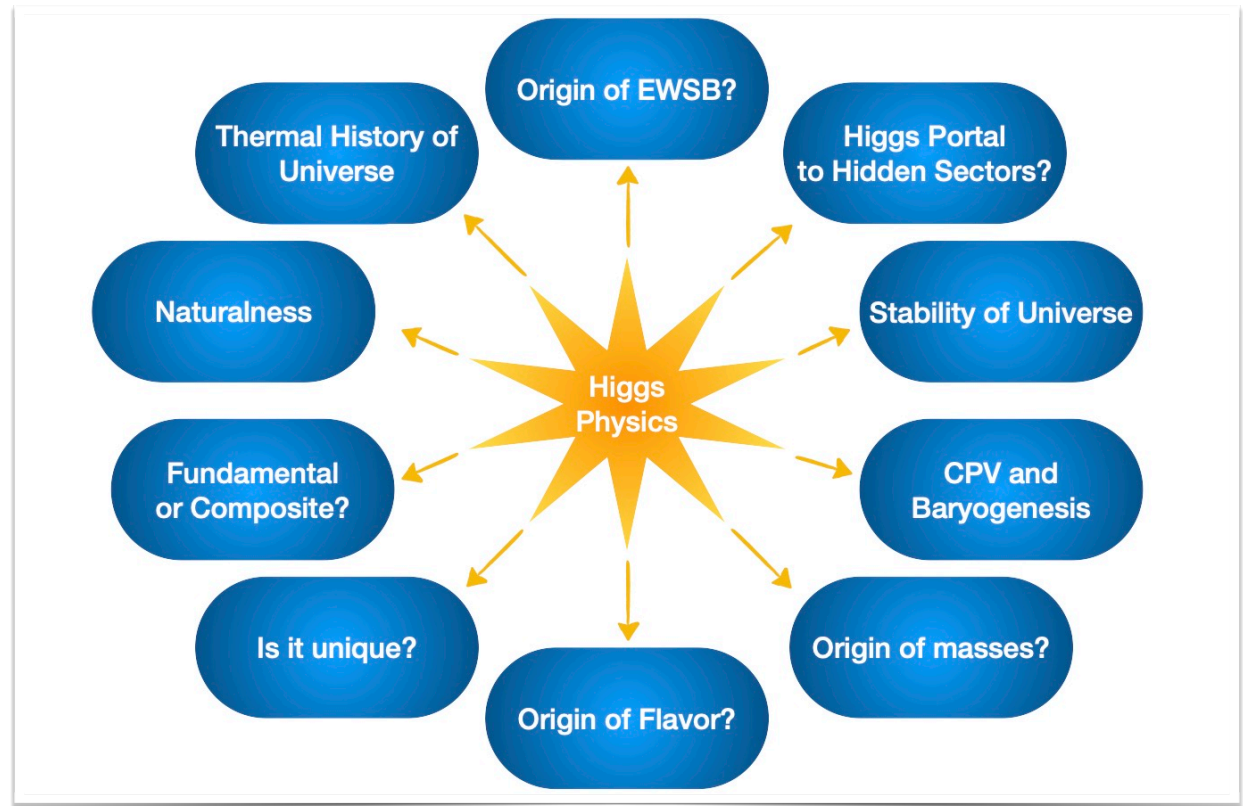 Origin of EWSB?
Thermal History of
Universe
Higgs Portal
to Hidden Sectors?
Naturalness
Stability of Universe
Higgs
Physics
Fundamental
or Composite?
CPV and
Baryogenesis
Is it unique?
Origin of masses?
Origin of Flavor?